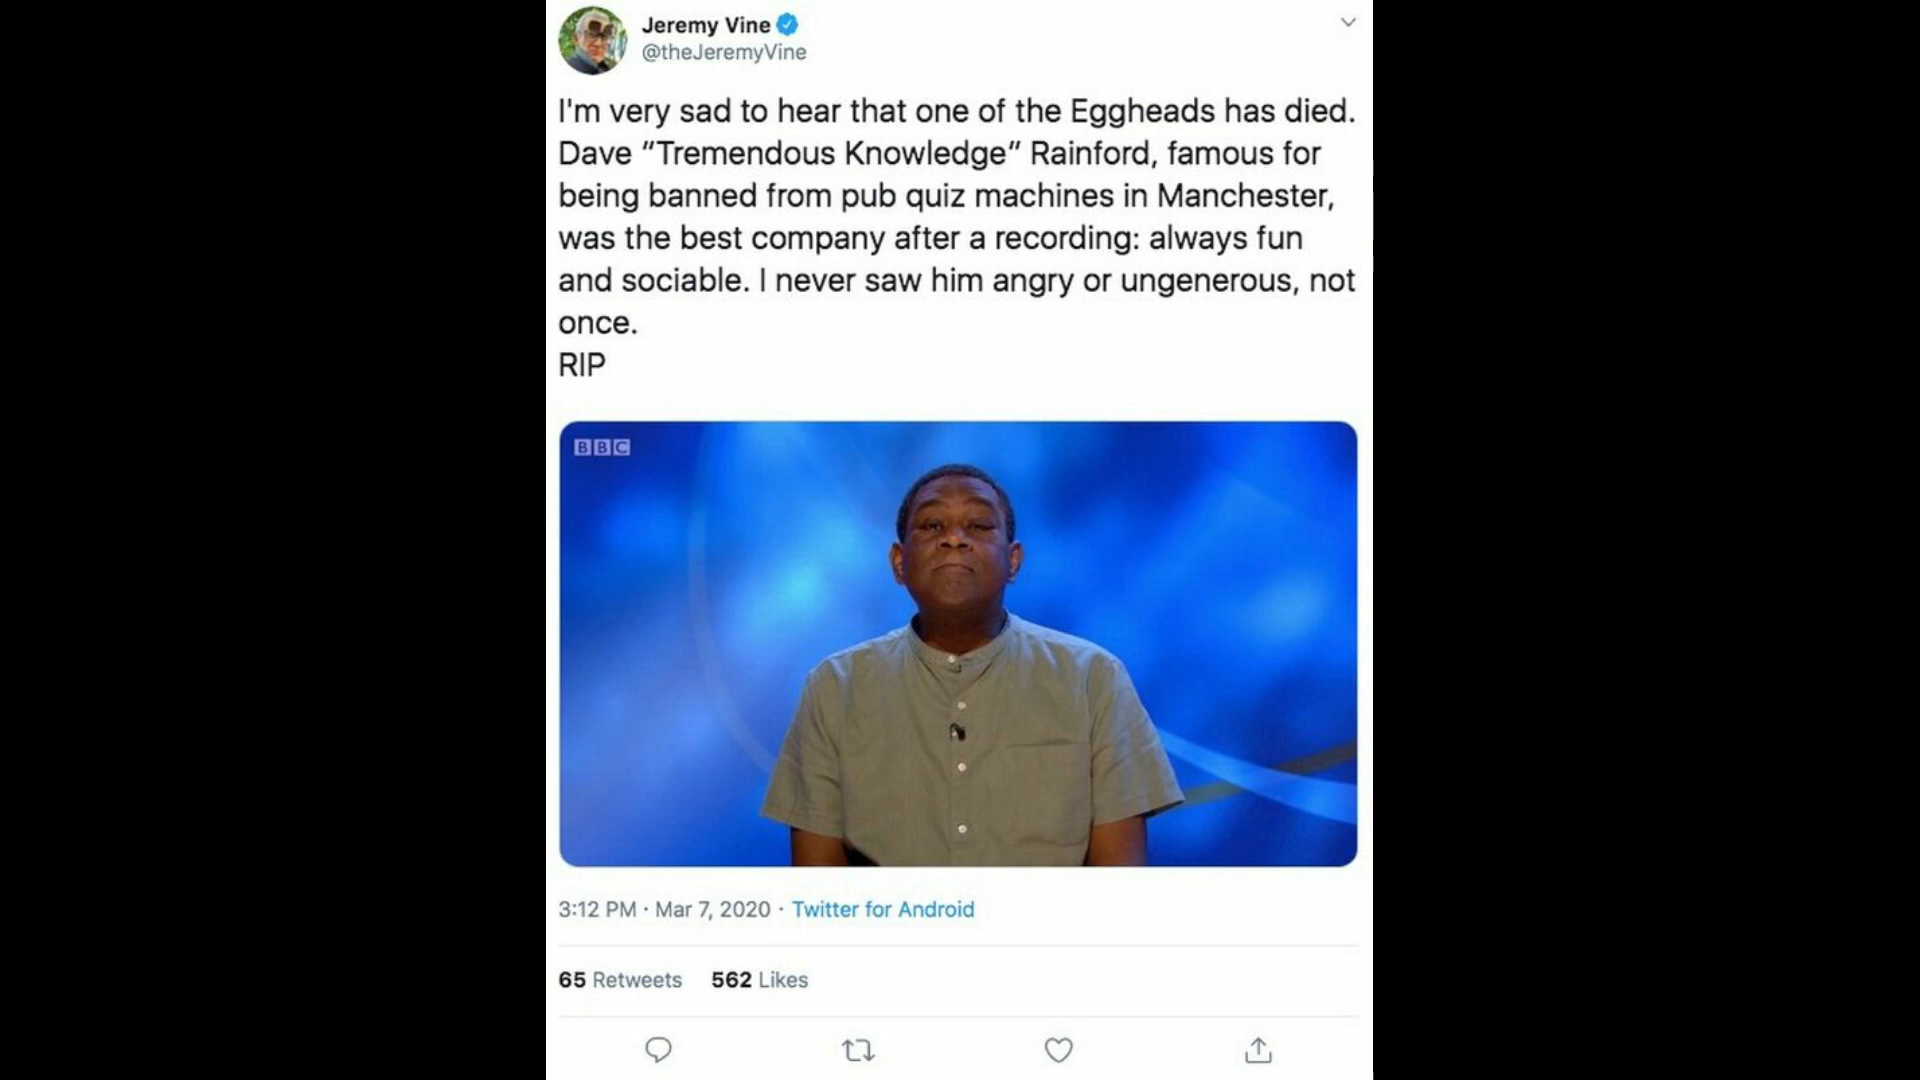 Jeremy Vine
@theJeremyVine
I'm very sad to hear that one of the Eggheads has died.
Dave “Tremendous Knowledge” Rainford, famous for
being banned from pub quiz machines in Manchester,
was the best company after a recording: always fun
and sociable. I never saw him angry or ungenerous, not
once.
RIP
BBC
3:12 PM · Mar 7, 2020 · Twitter for Android
65 Retweets 562 Likes